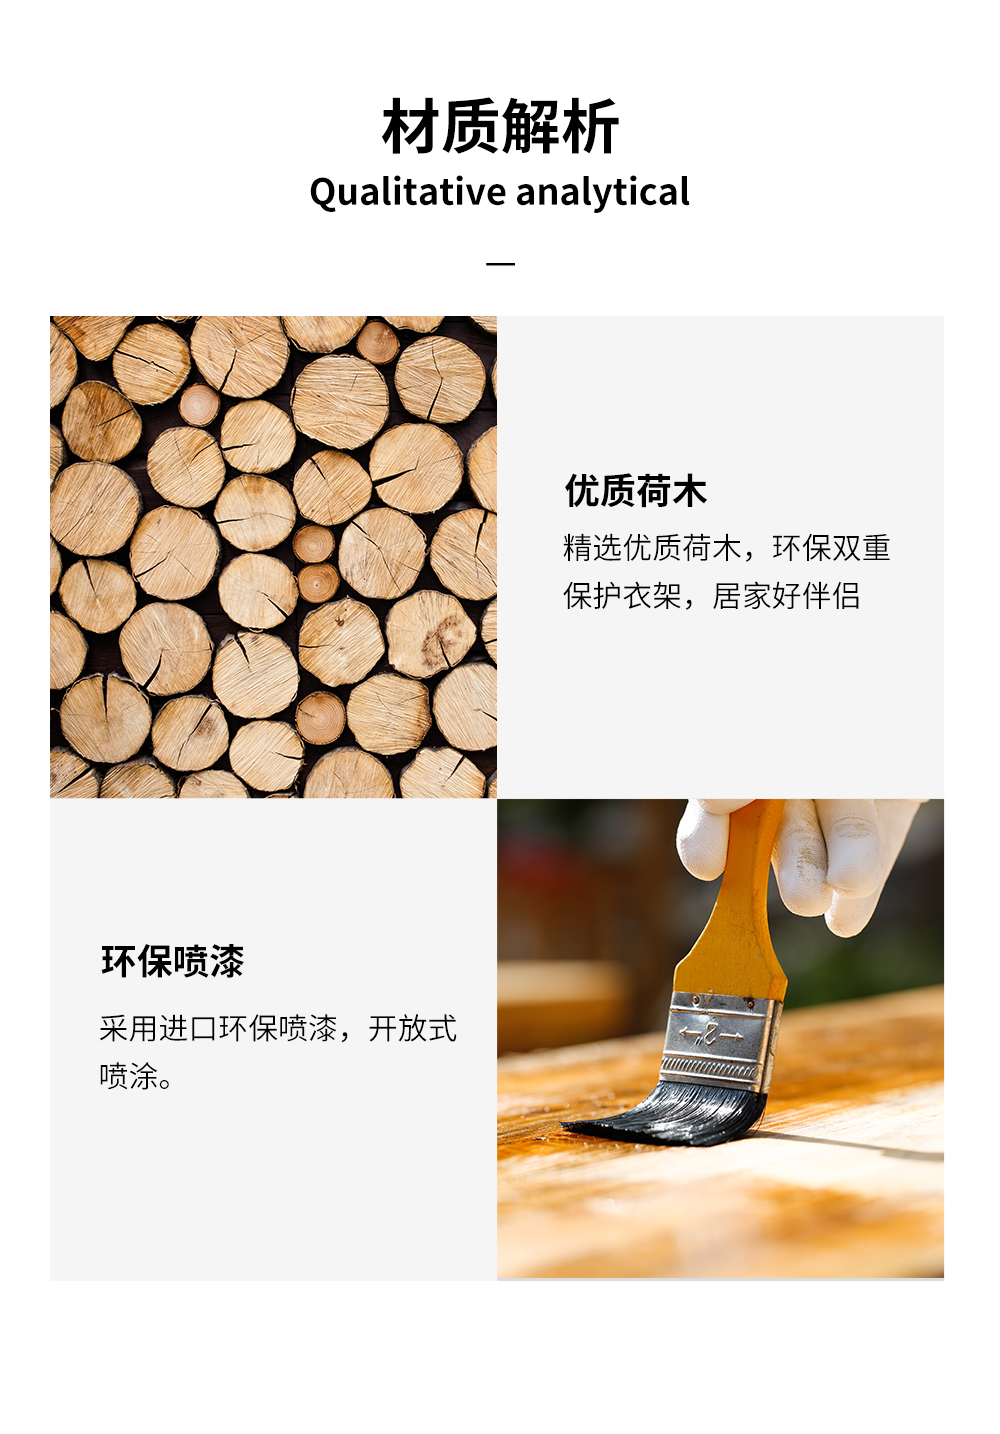 材质解析
Qualitative analytical
优质荷木
精选优质荷木，环保双重
保护衣架，居家好伴侣
环保喷漆
采用进口环保喷漆，开放式
喷涂。
2"